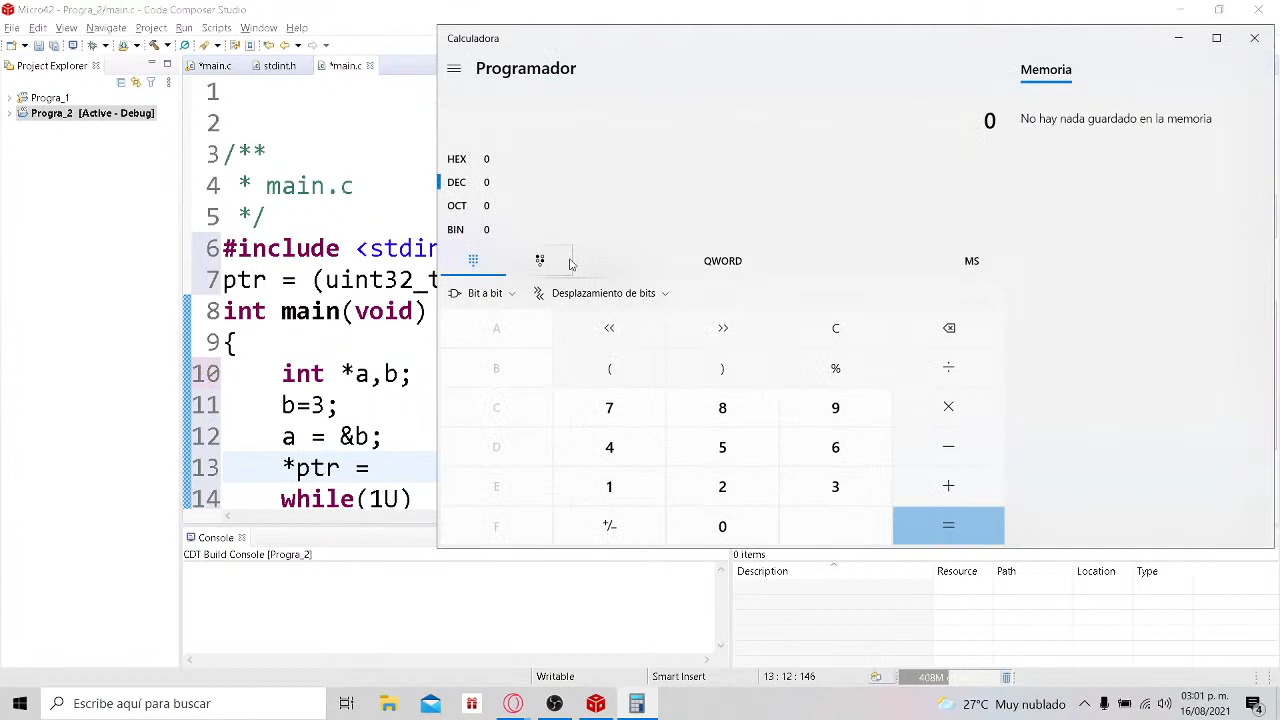 Micro42 - Progra_2/main.c - Code Composer Studio
File Edit View Navigate Project Run Scripts Window Help
Project Explorer
Progra_1
Progra_2 [Active - Debug]
*main.c
stdint.h
*main.c
1
2
3 /**
4 * main.c
5 */
6 #include <stdin
7 ptr = (uint32_t
8 int main(void)
9 {
10 int *a,b;
11 b=3;
12 a = &b;
13 *ptr =
14 while(1U)
Calculadora
Programador
0
HEX 0
DEC 0
OCT 0
BIN 0
QWORD
MS
Bit a bit
Desplazamiento de bits
A << >> C
B ( ) % ÷
C 7 8 9 ×
D 4 5 6 −
E 1 2 3 +
F +/− 0 =
Memoria
No hay nada guardado en la memoria
Console
CDT Build Console [Progra_2]
0 items
Description Resource Path Location Type
Writable
Smart Insert
13 : 12 : 146
Escribe aquí para buscar
27°C Muy nublado
03:01 p. m.
16/08/2021
4